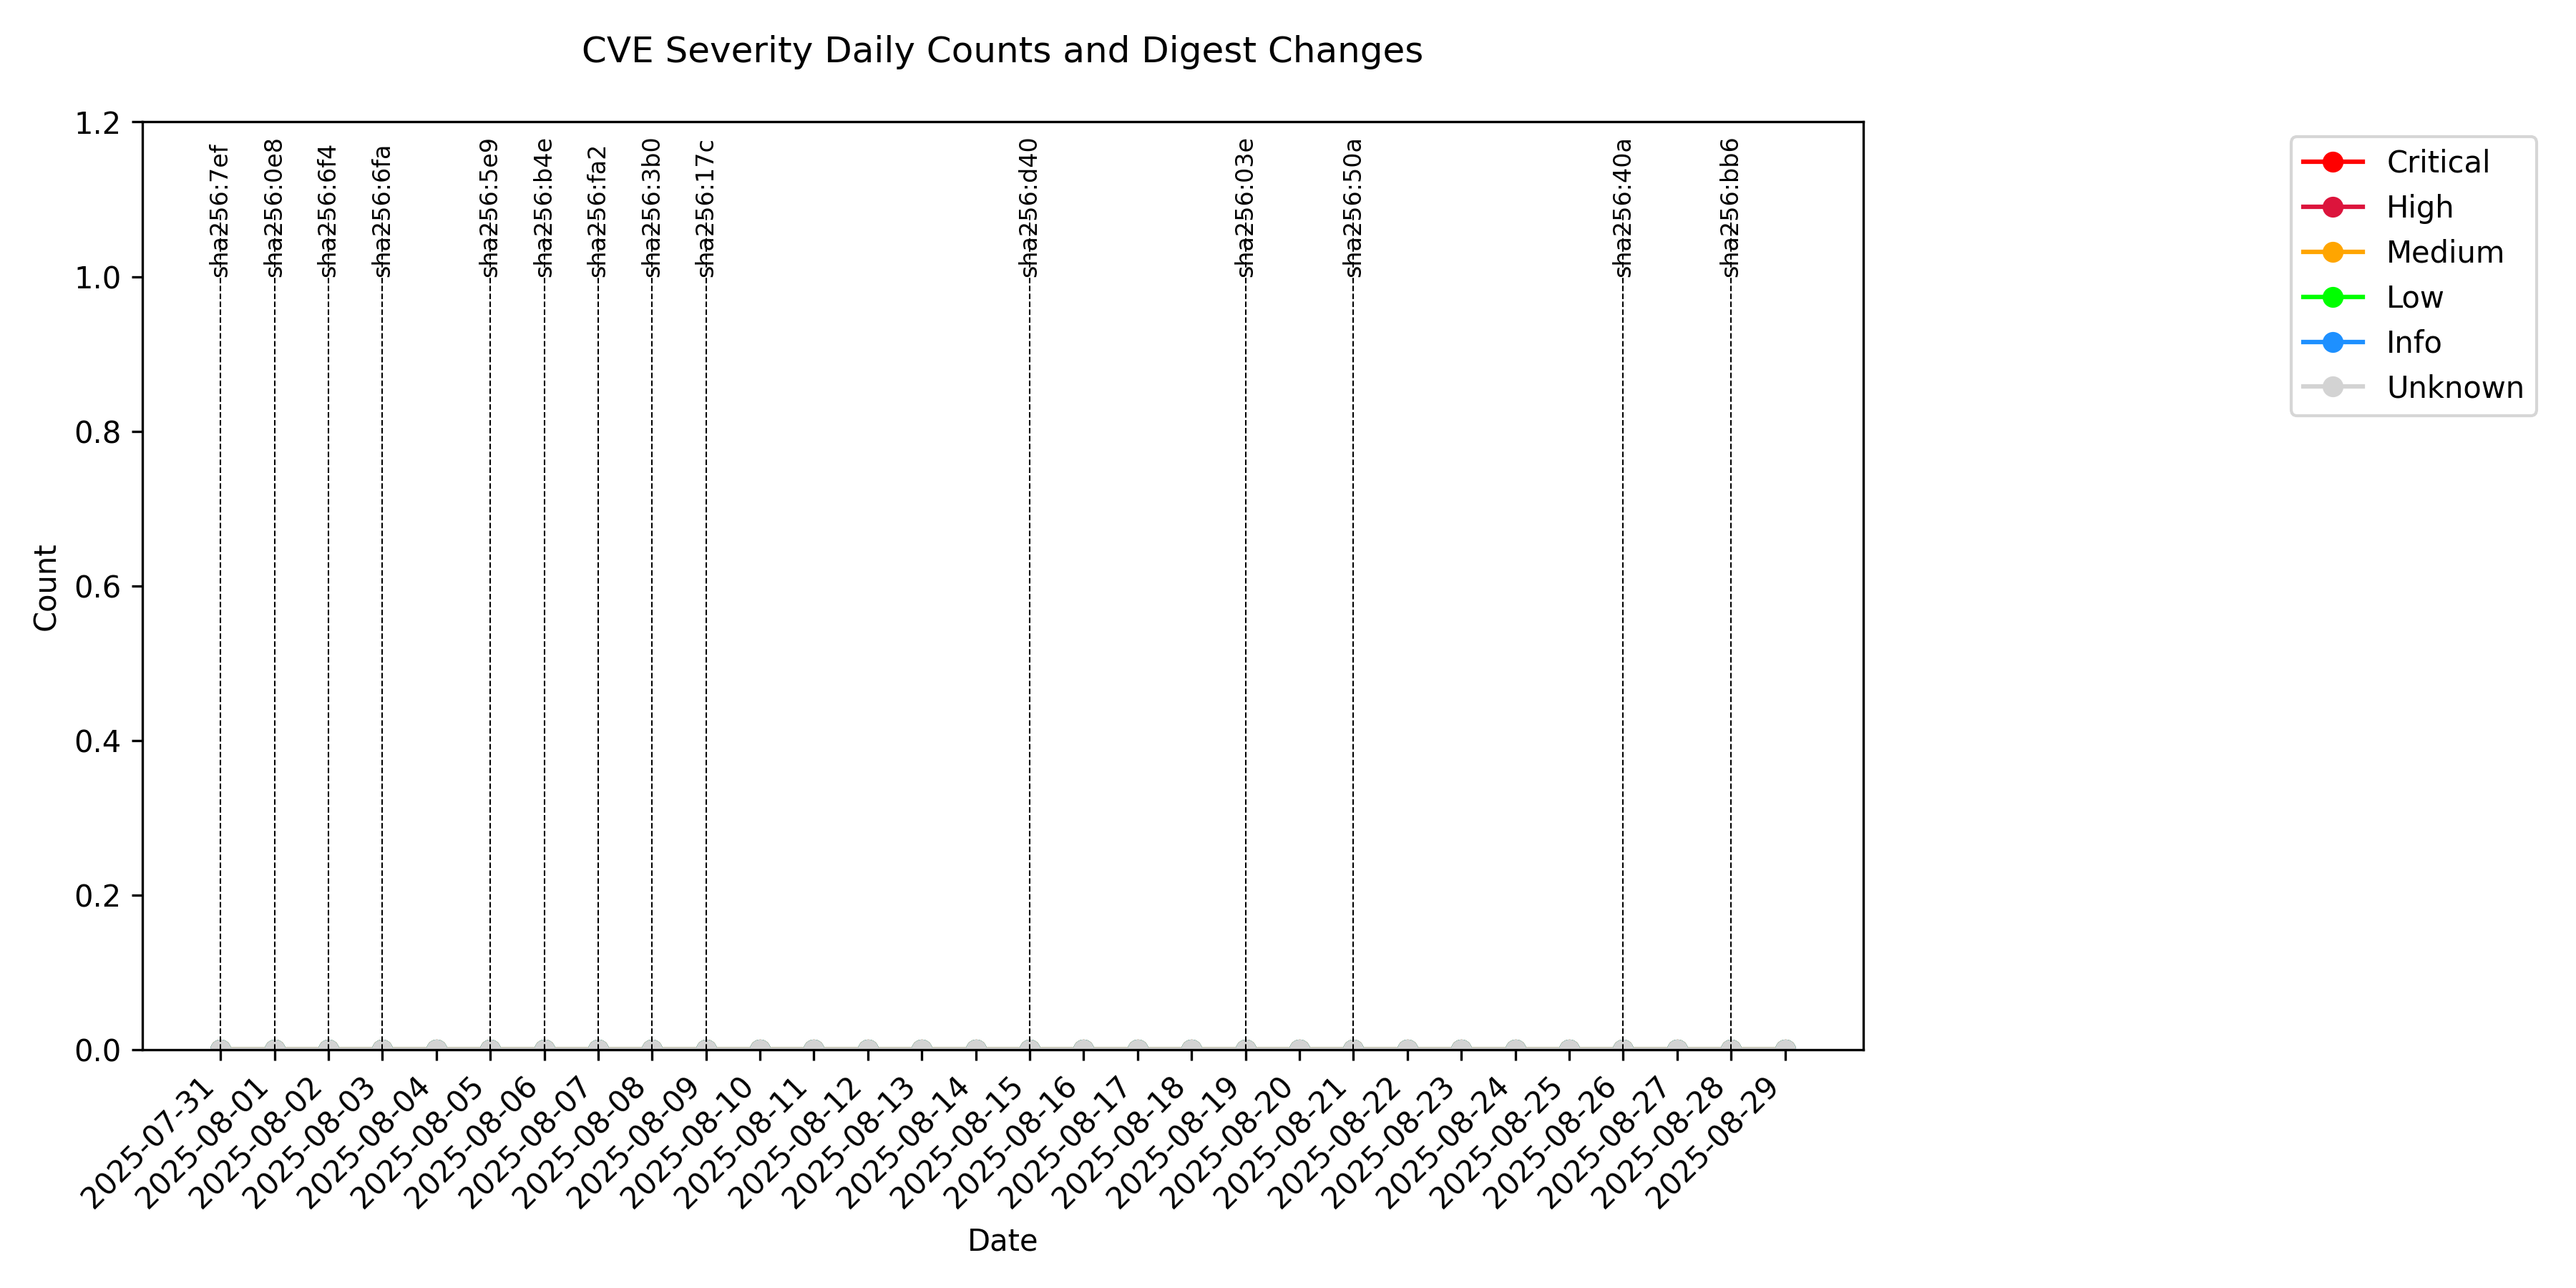 CVE Severity Daily Counts and Digest Changes
1.2
1.0
0.8
0.6
0.4
0.2
0.0
Count
sha256:7ef
sha256:0e8
sha256:6f4
sha256:6fa
sha256:5e9
sha256:b4e
sha256:fa2
sha256:3b0
sha256:17c
sha256:d40
sha256:03e
sha256:50a
sha256:40a
sha256:bb6
Critical
High
Medium
Low
Info
Unknown
2025-07-31
2025-08-01
2025-08-02
2025-08-03
2025-08-04
2025-08-05
2025-08-06
2025-08-07
2025-08-08
2025-08-09
2025-08-10
2025-08-11
2025-08-12
2025-08-13
2025-08-14
2025-08-15
2025-08-16
2025-08-17
2025-08-18
2025-08-19
2025-08-20
2025-08-21
2025-08-22
2025-08-23
2025-08-24
2025-08-25
2025-08-26
2025-08-27
2025-08-28
2025-08-29
Date